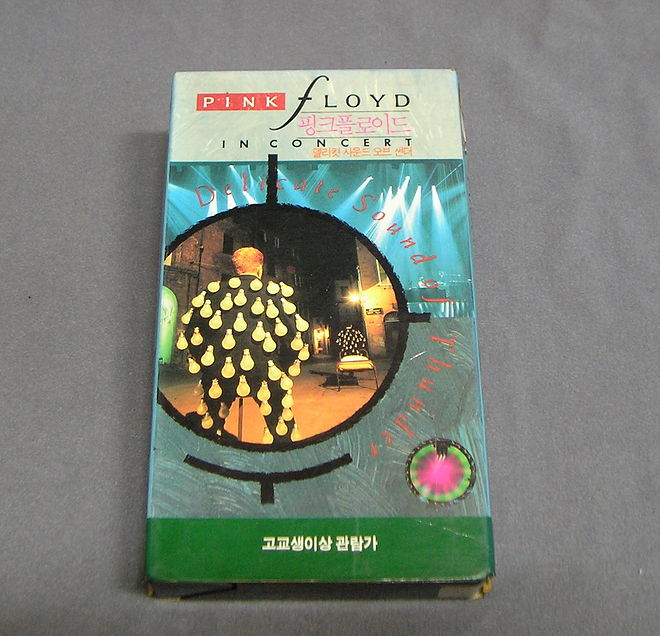 PINK fLOYD
핑크플로이드
IN CONCERT
델리킷 사운드 오브 썬더
Delicate Sound of Thunder
고교생이상 관람가